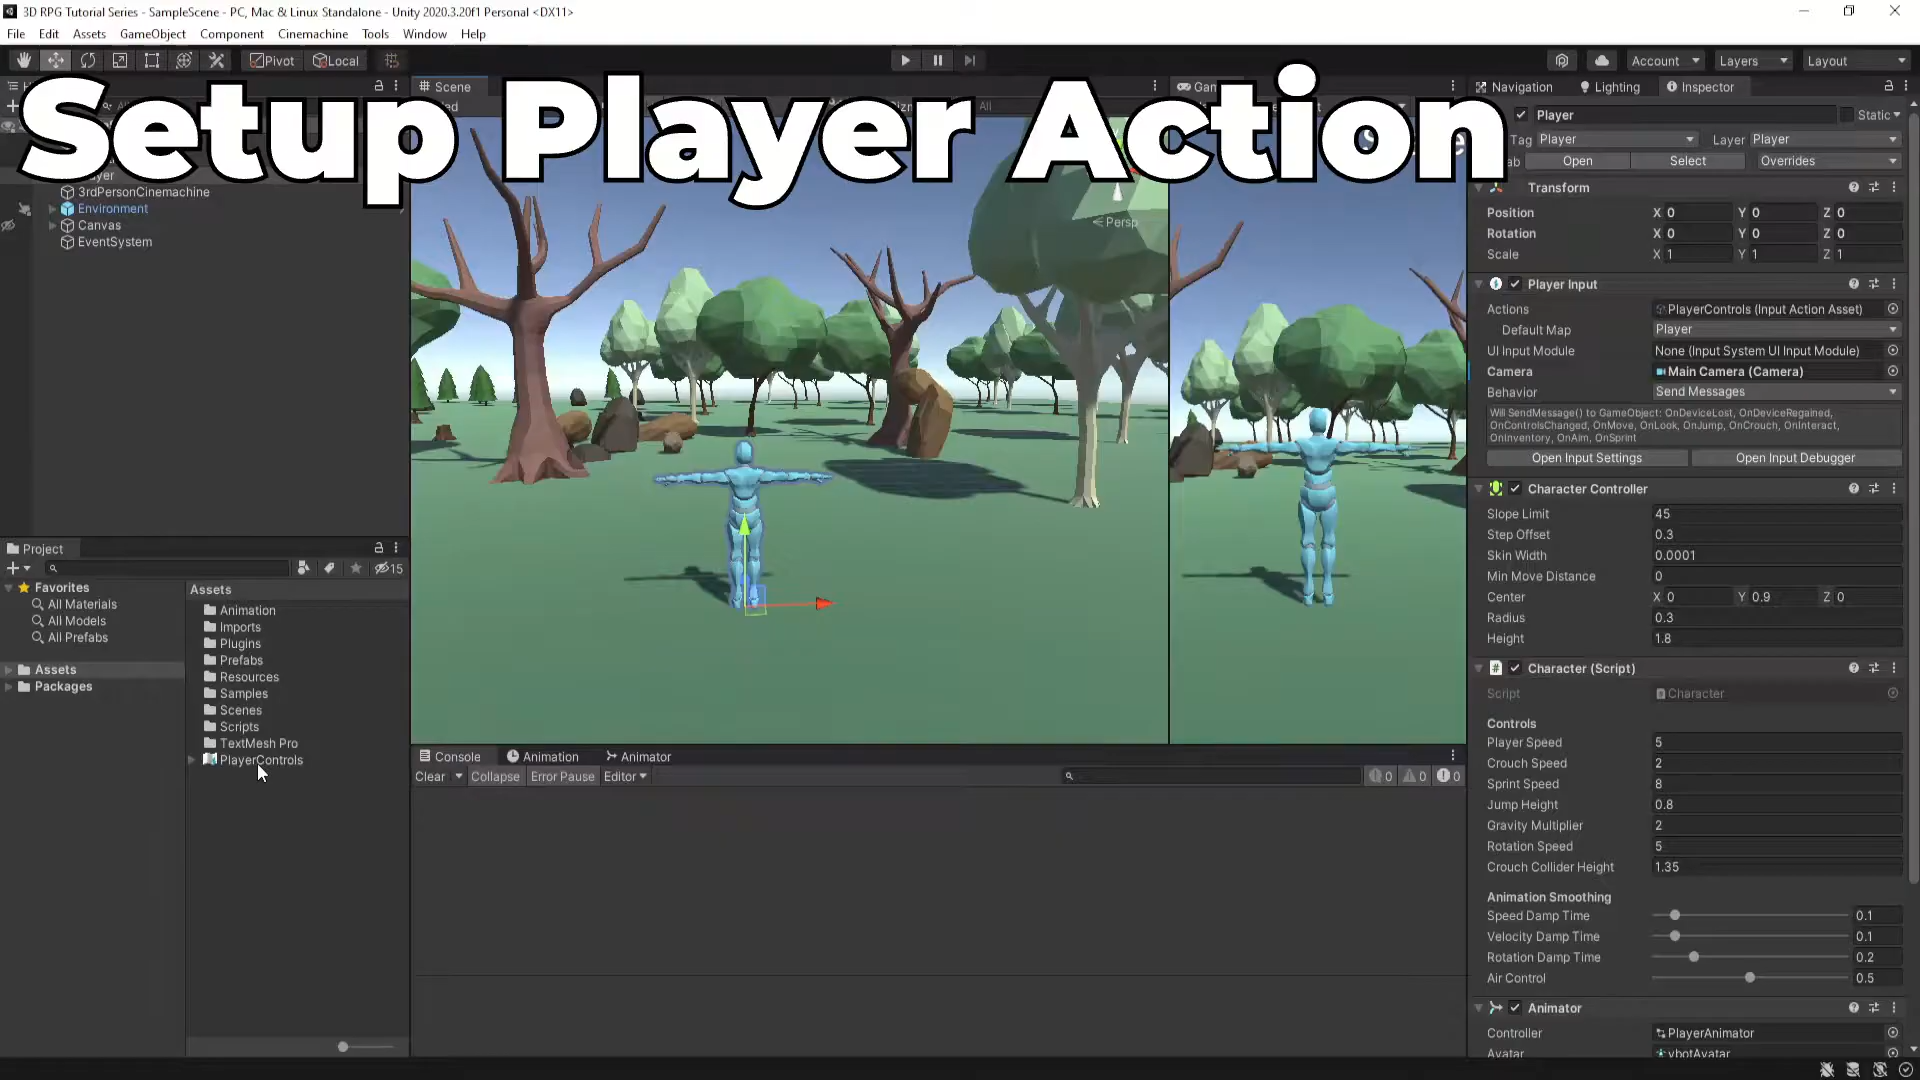 3D RPG Tutorial Series - SampleScene - PC, Mac & Linux Standalone - Unity 2020.3.20f1 Personal <DX11>
File Edit Assets GameObject Component Cinemachine Tools Window Help
Pivot Local Account Layers Layout
Scene Navigation Lighting Inspector
Setup Player Action
All
Player Static
Tag Player Layer Player
Open Select Overrides
3rdPersonCinemachine
Environment
Canvas
EventSystem
Persp
Transform
Position X 0 Y 0 Z 0
Rotation X 0 Y 0 Z 0
Scale X 1 Y 1 Z 1
Player Input
Actions PlayerControls (Input Action Asset)
Default Map Player
UI Input Module None (Input System UI Input Module)
Camera Main Camera (Camera)
Behavior Send Messages
Will SendMessage() to GameObject: OnDeviceLost, OnDeviceRegained,
OnControlsChanged, OnMove, OnLook, OnJump, OnCrouch, OnInteract,
OnInventory, OnAim, OnSprint
Open Input Settings Open Input Debugger
Character Controller
Slope Limit 45
Step Offset 0.3
Skin Width 0.0001
Min Move Distance 0
Center X 0 Y 0.9 Z 0
Radius 0.3
Height 1.8
Character (Script)
Script Character
Controls
Player Speed 5
Crouch Speed 2
Sprint Speed 8
Jump Height 0.8
Gravity Multiplier 2
Rotation Speed 5
Crouch Collider Height 1.35
Animation Smoothing
Speed Damp Time 0.1
Velocity Damp Time 0.1
Rotation Damp Time 0.2
Air Control 0.5
Animator
Controller PlayerAnimator
Avatar ybotAvatar
Project
15
Favorites
All Materials
All Models
All Prefabs
Assets
Packages
Assets
Animation
Imports
Plugins
Prefabs
Resources
Samples
Scenes
Scripts
TextMesh Pro
PlayerControls
Console Animation Animator
Clear Collapse Error Pause Editor 0 0 0